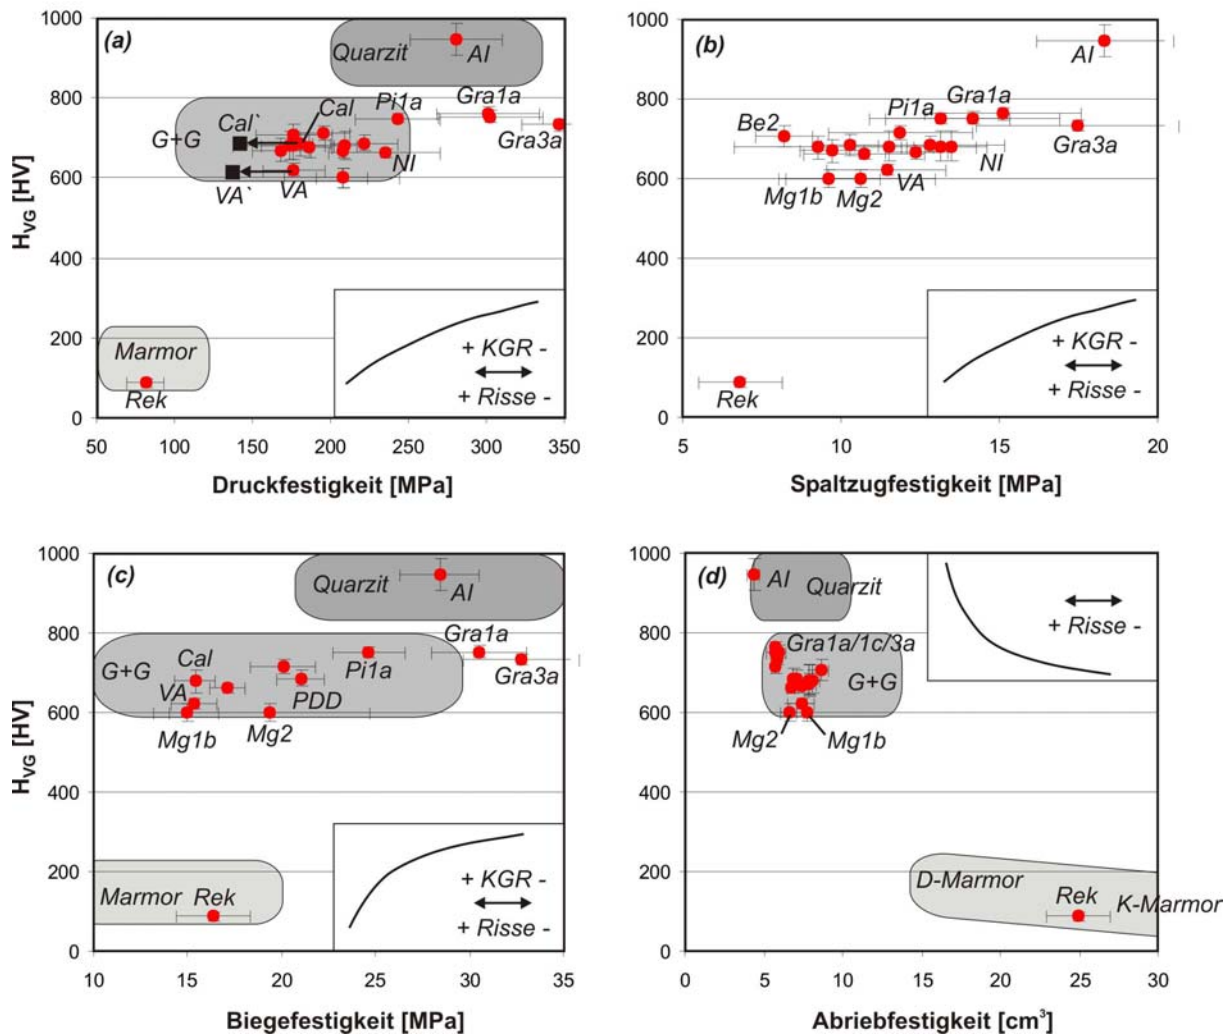 (a)
1000
800
600
400
200
0
H_VG [HV]
Quarzit
AI
Gra1a
Pi1a
Cal
Cal`
G+G
Gra3a
NI
VA
VA`
Marmor
Rek
+ KGR -
+ Risse -
50 100 150 200 250 300 350
Druckfestigkeit [MPa]
(b)
1000
800
600
400
200
0
AI
Gra1a
Pi1a
Be2
Gra3a
NI
VA
Mg1b
Mg2
Rek
+ KGR -
+ Risse -
5 10 15 20
Spaltzugfestigkeit [MPa]
(c)
1000
800
600
400
200
0
H_VG [HV]
Quarzit
AI
Gra1a
G+G
Cal
Pi1a
Gra3a
VA
PDD
Mg1b
Mg2
Marmor
Rek
+ KGR -
+ Risse -
10 15 20 25 30 35
Biegefestigkeit [MPa]
(d)
1000
800
600
400
200
0
AI
Quarzit
+ Risse -
Gra1a/1c/3a
G+G
Mg2
Mg1b
D-Marmor
Rek
K-Marmor
0 5 10 15 20 25 30
Abriebfestigkeit [cm³]